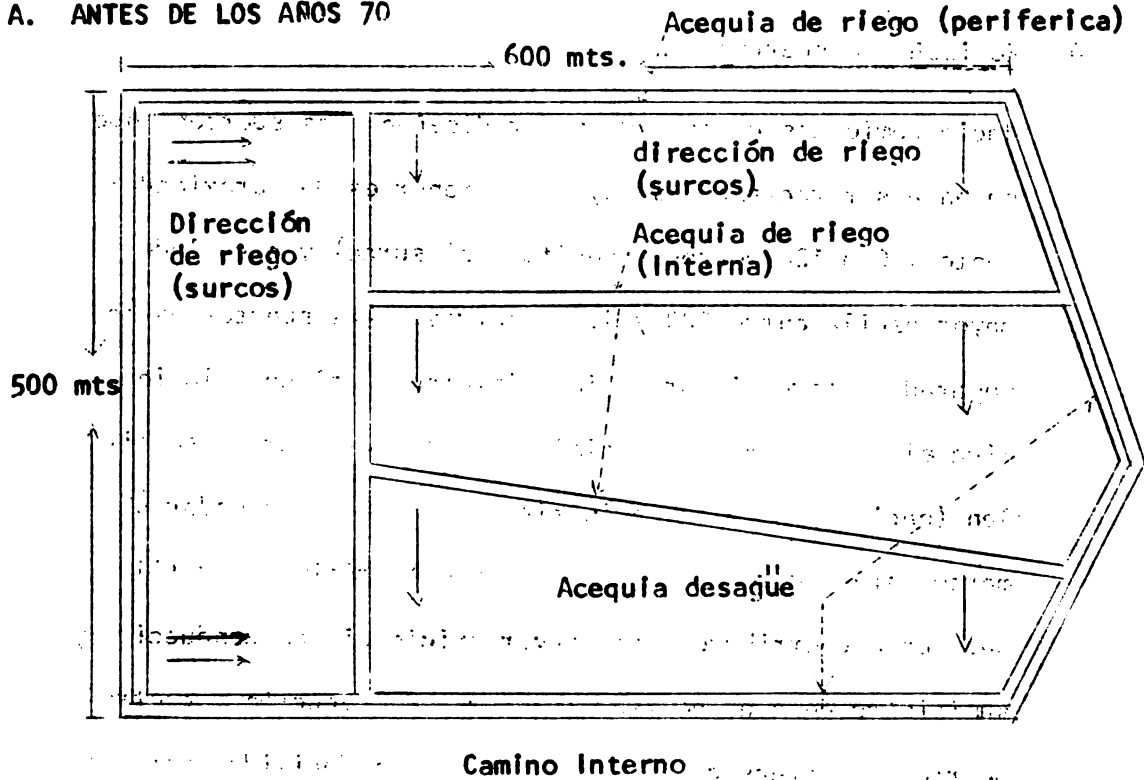 A. ANTES DE LOS AÑOS 70
Acequia de riego (periferica)
600 mts.
dirección de riego
(surcos)
Dirección
de riego
(surcos)
Acequia de riego
(Interna)
500 mts
Acequia desagüe
Camino Interno